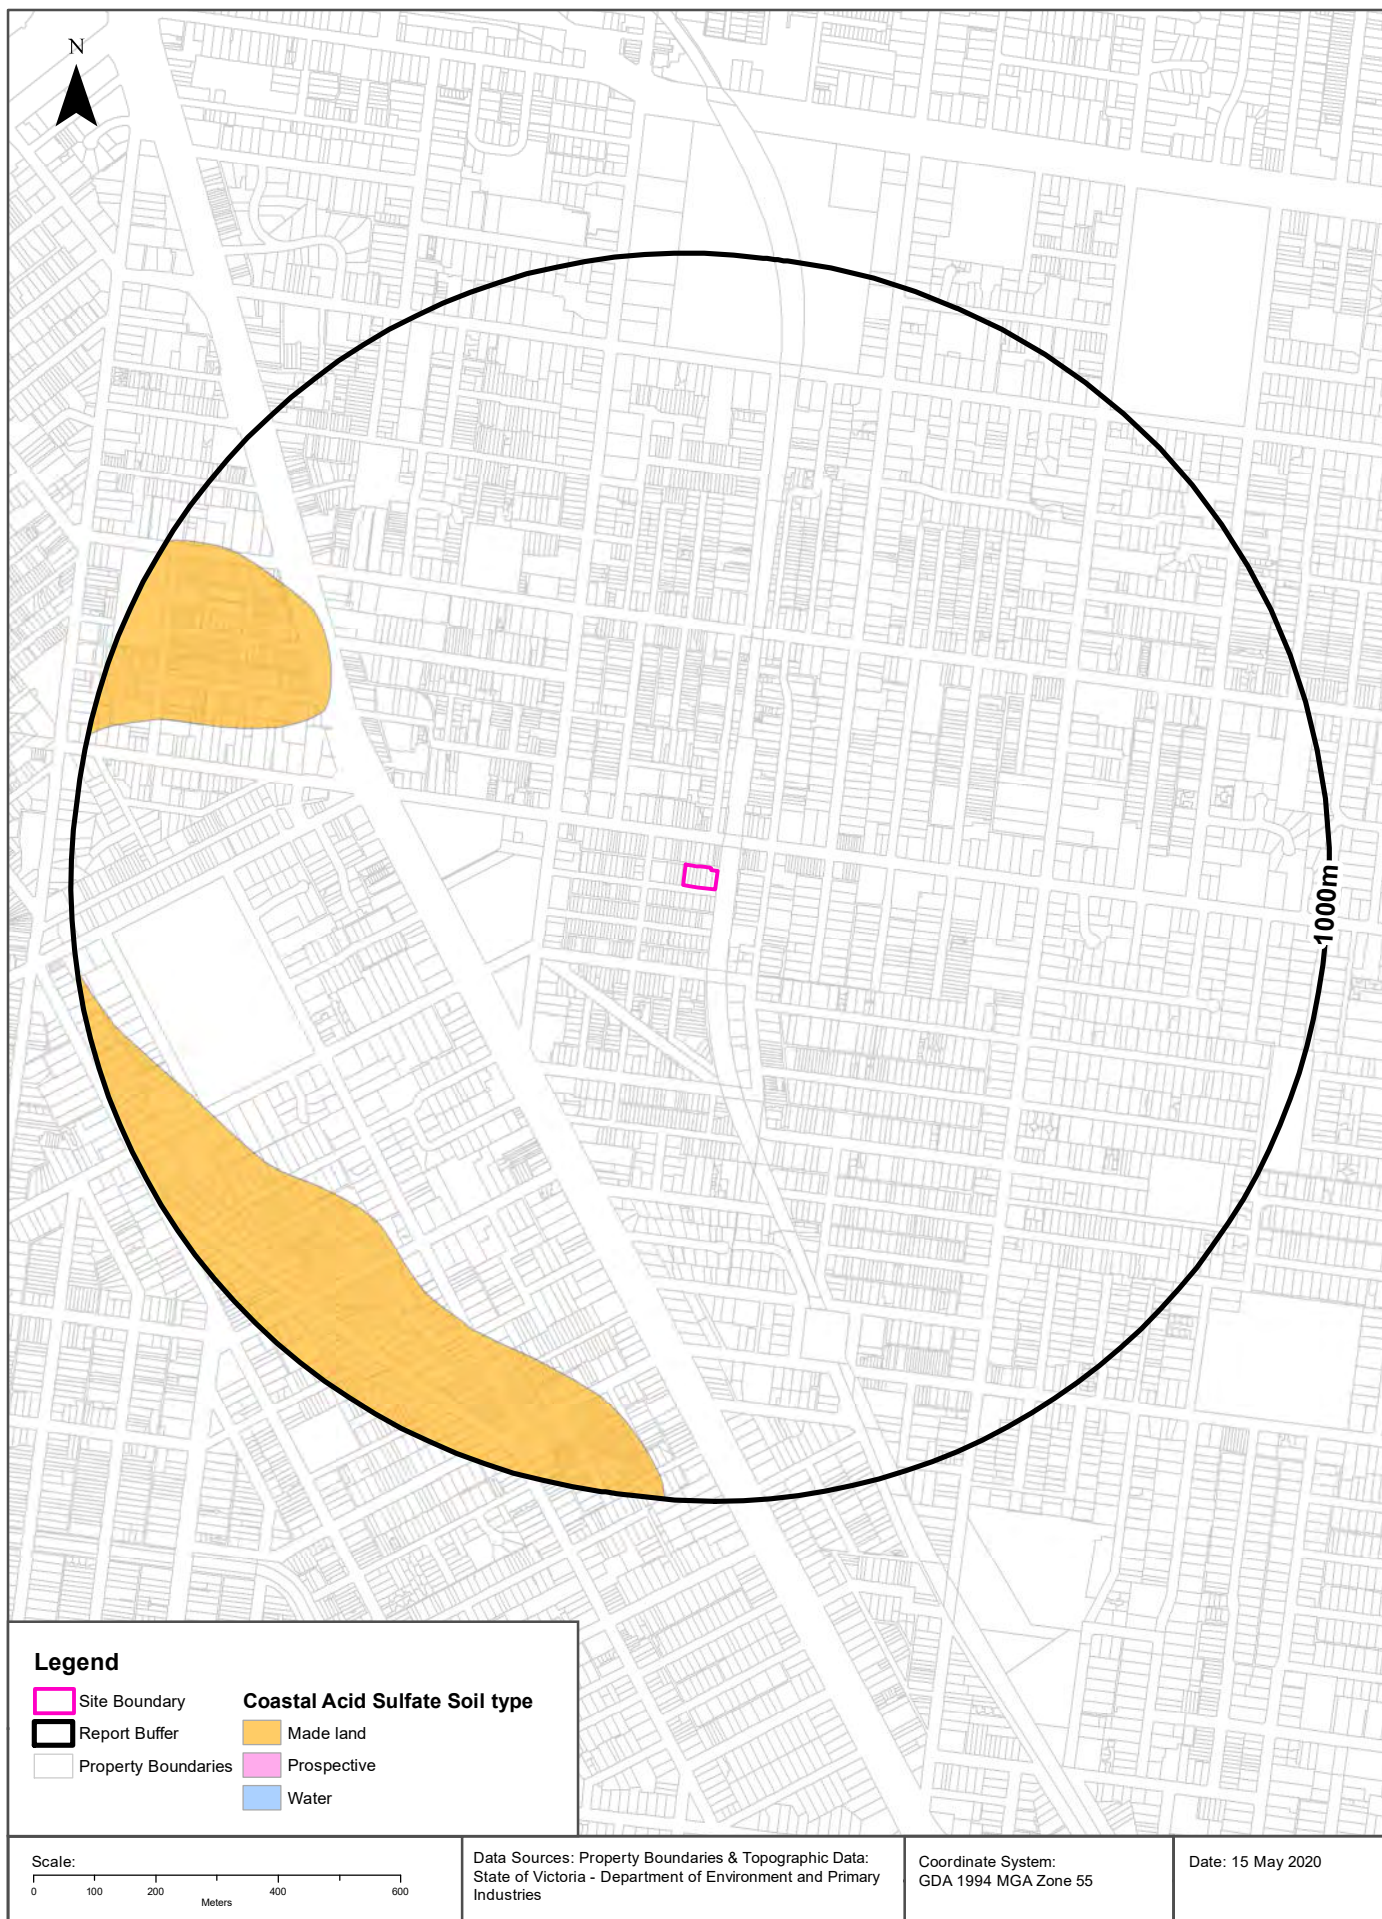 N
1000m
Legend
Site Boundary
Report Buffer
Property Boundaries
Coastal Acid Sulfate Soil type
Made land
Prospective
Water
Scale:
0 100 200 400 600
Meters
Data Sources: Property Boundaries & Topographic Data:
State of Victoria - Department of Environment and Primary
Industries
Coordinate System:
GDA 1994 MGA Zone 55
Date: 15 May 2020